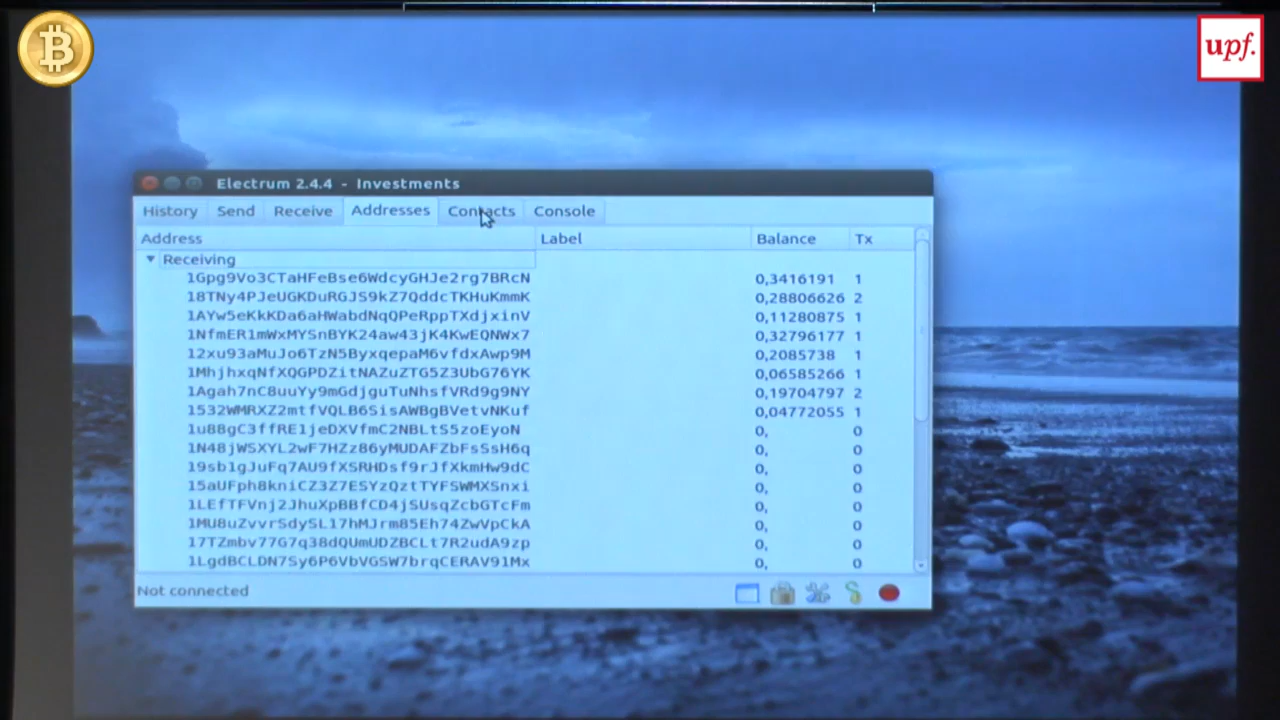 upf.
Electrum 2.4.4 - Investments
History Send Receive Addresses Contacts Console
Address Label Balance Tx
Receiving
1Gpg9Vo3CTaHFeBse6WdcyGHJe2rg7BRcN 0,3416191 1
18TNy4PJeUGKDuRGJS9kZ7QddcTKHuKmmK 0,28806626 2
1AYw5eKkKDa6aHWabdNqQPeRppTXdjxinV 0,11280875 1
1NfmER1mWxMYSnBYK24aw43jK4KwEQNWx7 0,32796177 1
12xu93aMuJo6TzN5ByxqepaM6vfdxAwp9M 0,2085738 1
1MhjhxqNfXQGPDZitNAZuZTG5Z3UbG76YK 0,06585266 1
1Agah7nC8uuYy9mGdjguTuNhsfVRd9g9NY 0,19704797 2
1532WMRXZ2mtfVQLB6SisAWBgBVetvNKuf 0,04772055 1
1u88gC3ffRE1jeDXVfmC2NBLtS5zoEyoN 0, 0
1N48jWSXYL2wF7HZz86yMUDAFZbFsSsH6q 0, 0
19sb1gJuFq7AU9fXSRHDsf9rJfXkmHw9dC 0, 0
15aUFph8kniCZ3Z7ESYzQztTYFSWMXSnxi 0, 0
1LEfTFVnj2JhuXpBBfCD4jSUsqZcbGTcFm 0, 0
1MU8uZvvrSdySL17hMJrm85Eh74ZwVpCkA 0, 0
17TZmbv77G7q38dQUmUDZBCLt7R2udA9zp 0, 0
1LgdBCLDN7Sy6P6VbVGSW7brqCERAV91Mx 0, 0
Not connected